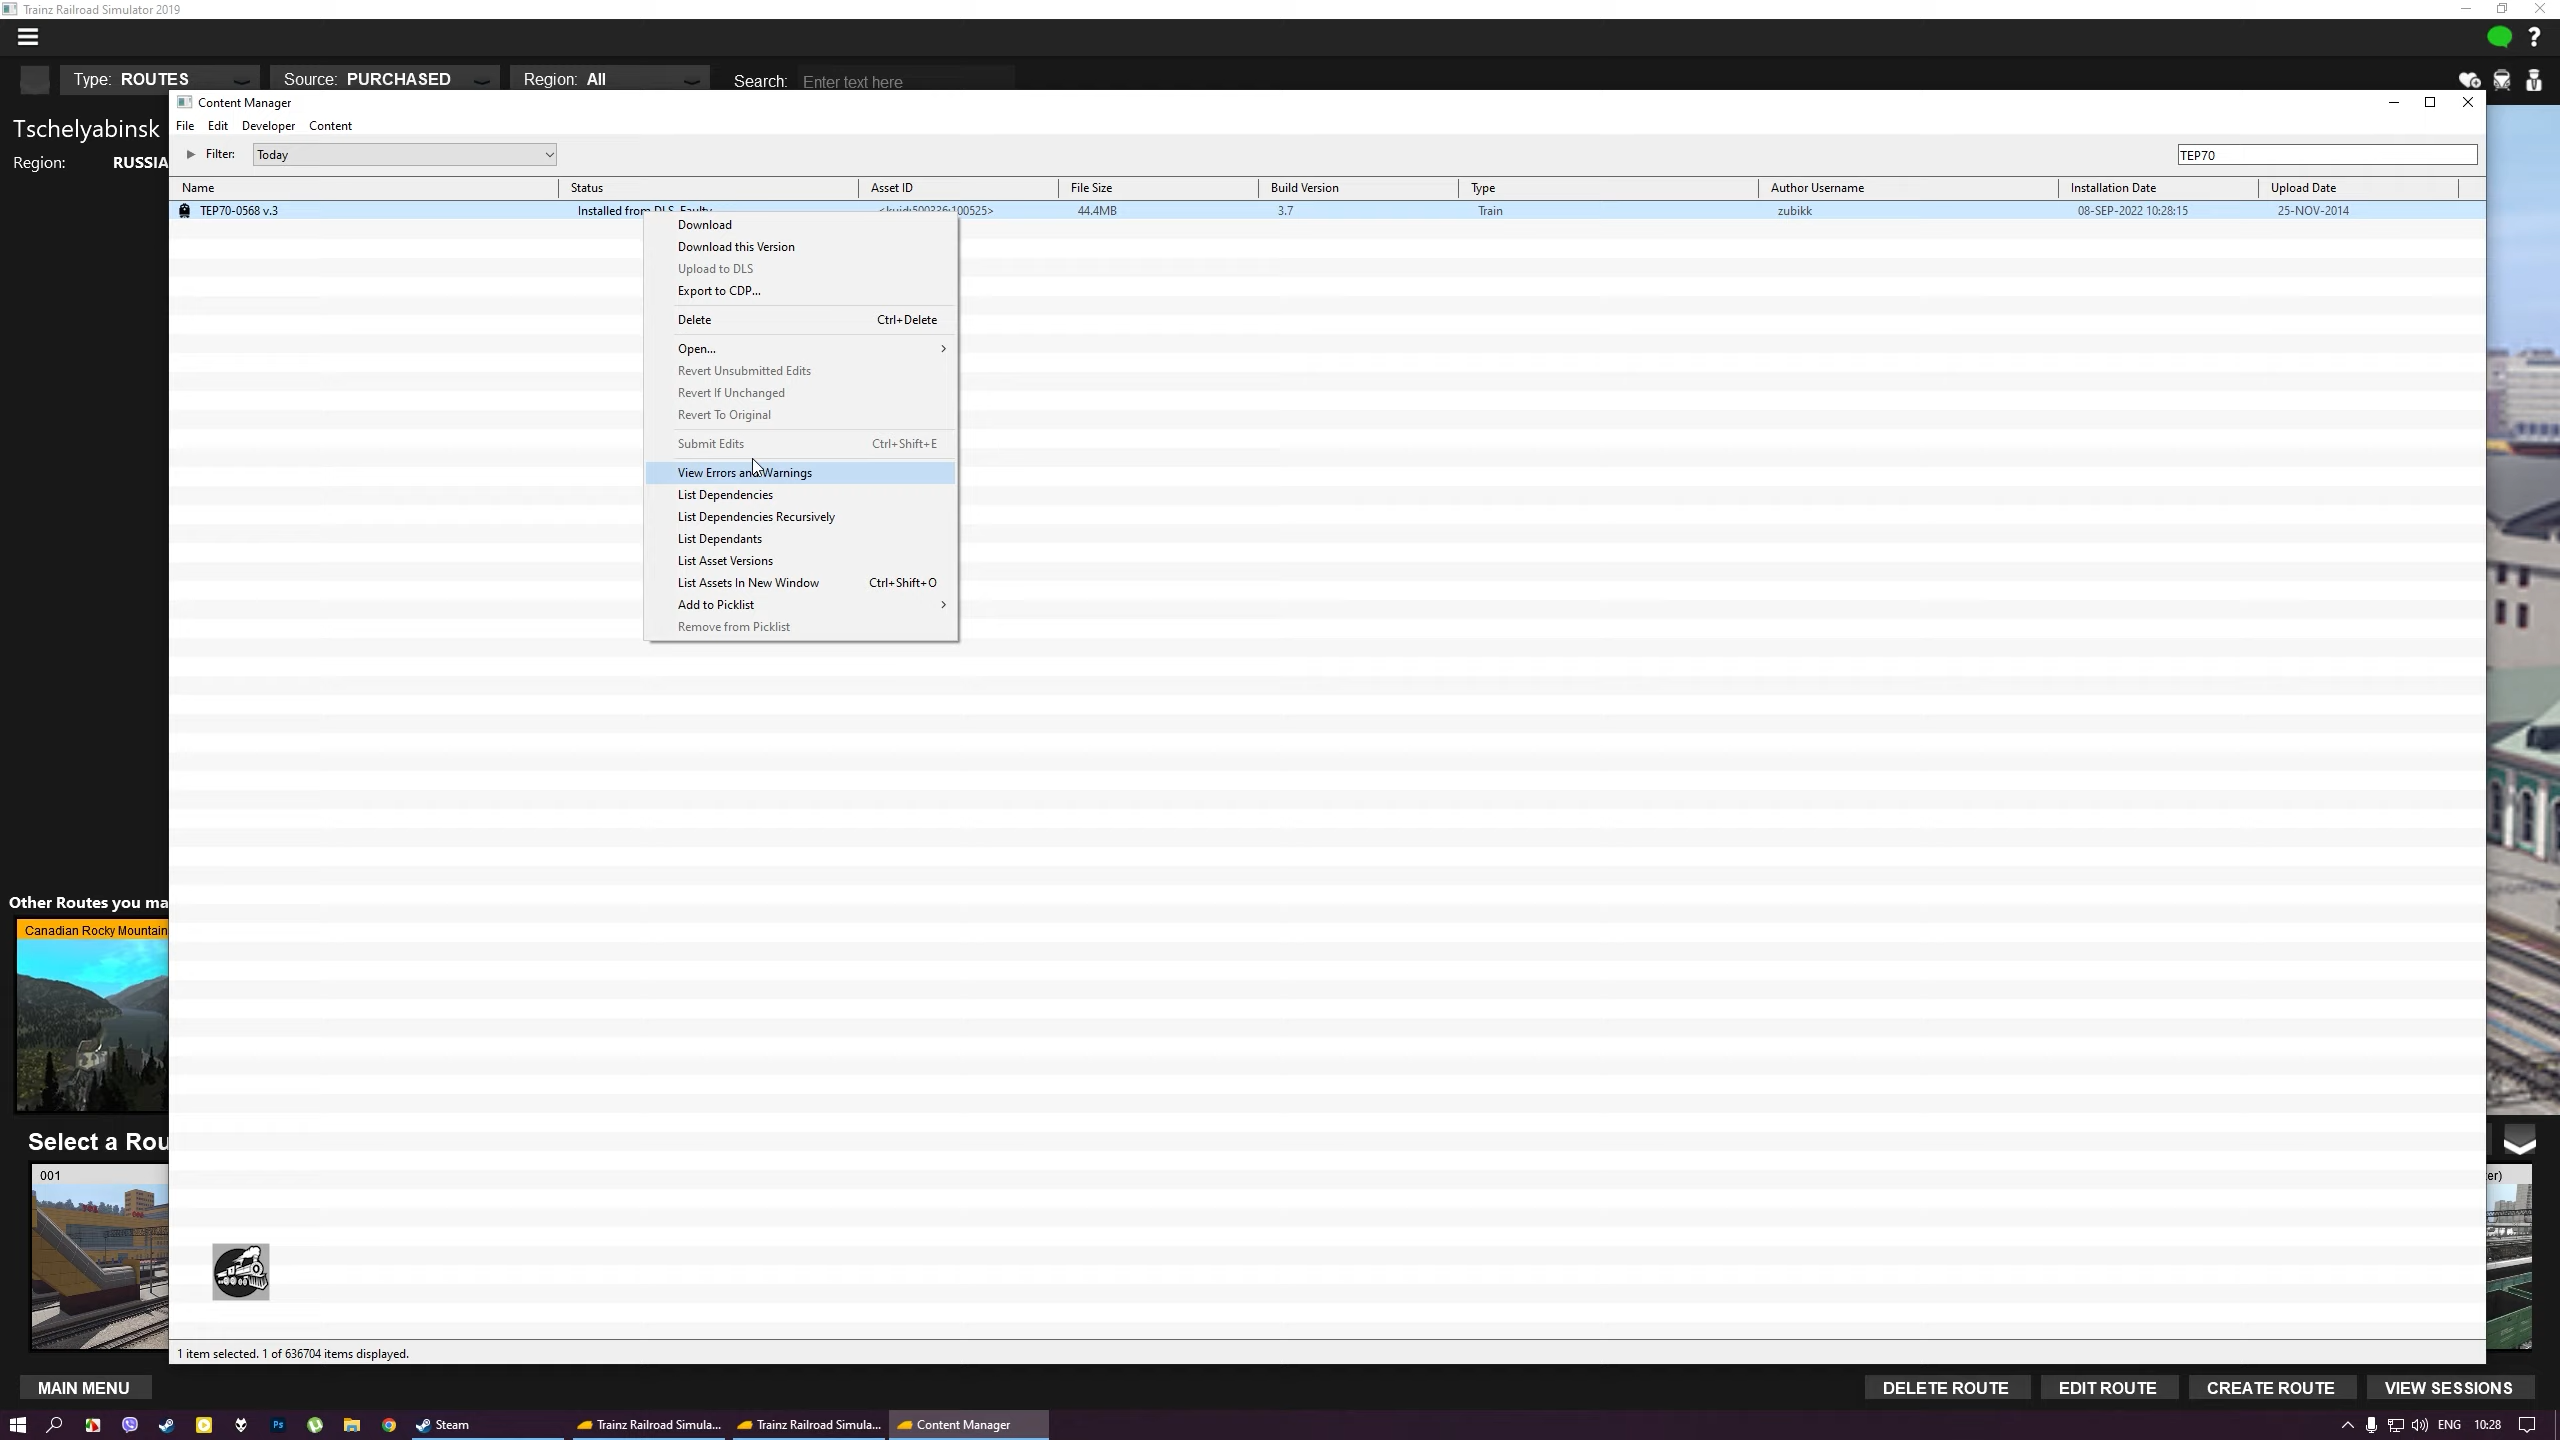 Trainz Railroad Simulator 2019
Type: ROUTES Source: PURCHASED Region: All Search: Enter text here
Tschelyabinsk
Region: RUSSIA
Content Manager
File Edit Developer Content
Filter: Today TEP70
Name Status Asset ID File Size Build Version Type Author Username Installation Date Upload Date
TEP70-0568 v.3 Installed from DLS, Faulty <kuid:500336:100525> 44.4MB 3.7 Train zubikk 08-SEP-2022 10:28:15 25-NOV-2014
Download
Download this Version
Upload to DLS
Export to CDP...
Delete Ctrl+Delete
Open...
Revert Unsubmitted Edits
Revert If Unchanged
Revert To Original
Submit Edits Ctrl+Shift+E
View Errors and Warnings
List Dependencies
List Dependencies Recursively
List Dependants
List Asset Versions
List Assets In New Window Ctrl+Shift+O
Add to Picklist
Remove from Picklist
Other Routes you ma
Canadian Rocky Mountain
Select a Rou
001
er)
1 item selected. 1 of 636704 items displayed.
MAIN MENU DELETE ROUTE EDIT ROUTE CREATE ROUTE VIEW SESSIONS
Ps Steam Trainz Railroad Simula... Trainz Railroad Simula... Content Manager ENG 10:28